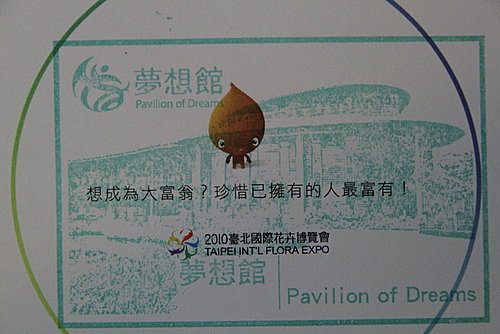 夢想館
Pavilion of Dreams
想成為大富翁？珍惜已擁有的人最富有！
2010臺北國際花卉博覽會
TAIPEI INT'L FLORA EXPO
夢想館
Pavilion of Dreams